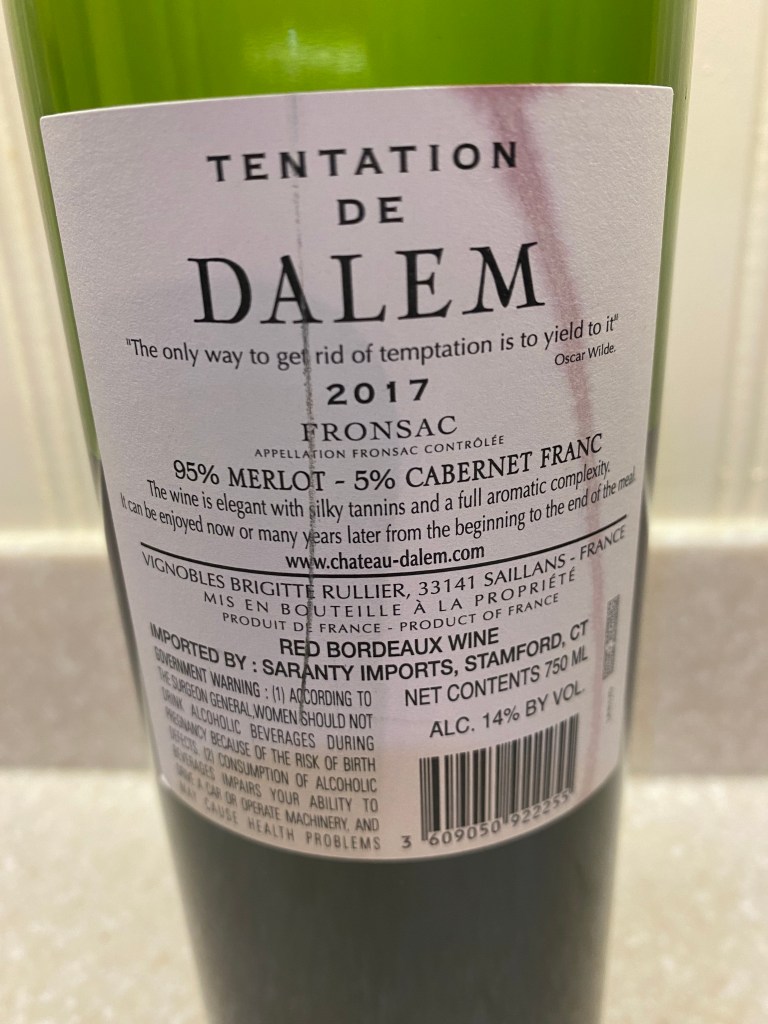 TENTATION
DE
DALEM
"The only way to get rid of temptation is to yield to it"
Oscar Wilde.
2017
FRONSAC
APPELLATION FRONSAC CONTRÔLÉE
95% MERLOT - 5% CABERNET FRANC
The wine is elegant with silky tannins and a full aromatic complexity.
It can be enjoyed now or many years later from the beginning to the end of the meal.
www.chateau-dalem.com
VIGNOBLES BRIGITTE RULLIER, 33141 SAILLANS - FRANCE
MIS EN BOUTEILLE À LA PROPRIÉTÉ
PRODUIT DE FRANCE - PRODUCT OF FRANCE
RED BORDEAUX WINE
IMPORTED BY : SARANTY IMPORTS, STAMFORD, CT
GOVERNMENT WARNING : (1) ACCORDING TO
THE SURGEON GENERAL,WOMEN SHOULD NOT
DRINK ALCOHOLIC BEVERAGES DURING
PREGNANCY BECAUSE OF THE RISK OF BIRTH
DEFECTS. (2) CONSUMPTION OF ALCOHOLIC
BEVERAGES IMPAIRS YOUR ABILITY TO
DRIVE A CAR OR OPERATE MACHINERY, AND
MAY CAUSE HEALTH PROBLEMS
NET CONTENTS 750 ML
ALC. 14% BY VOL.
3 609050 922255